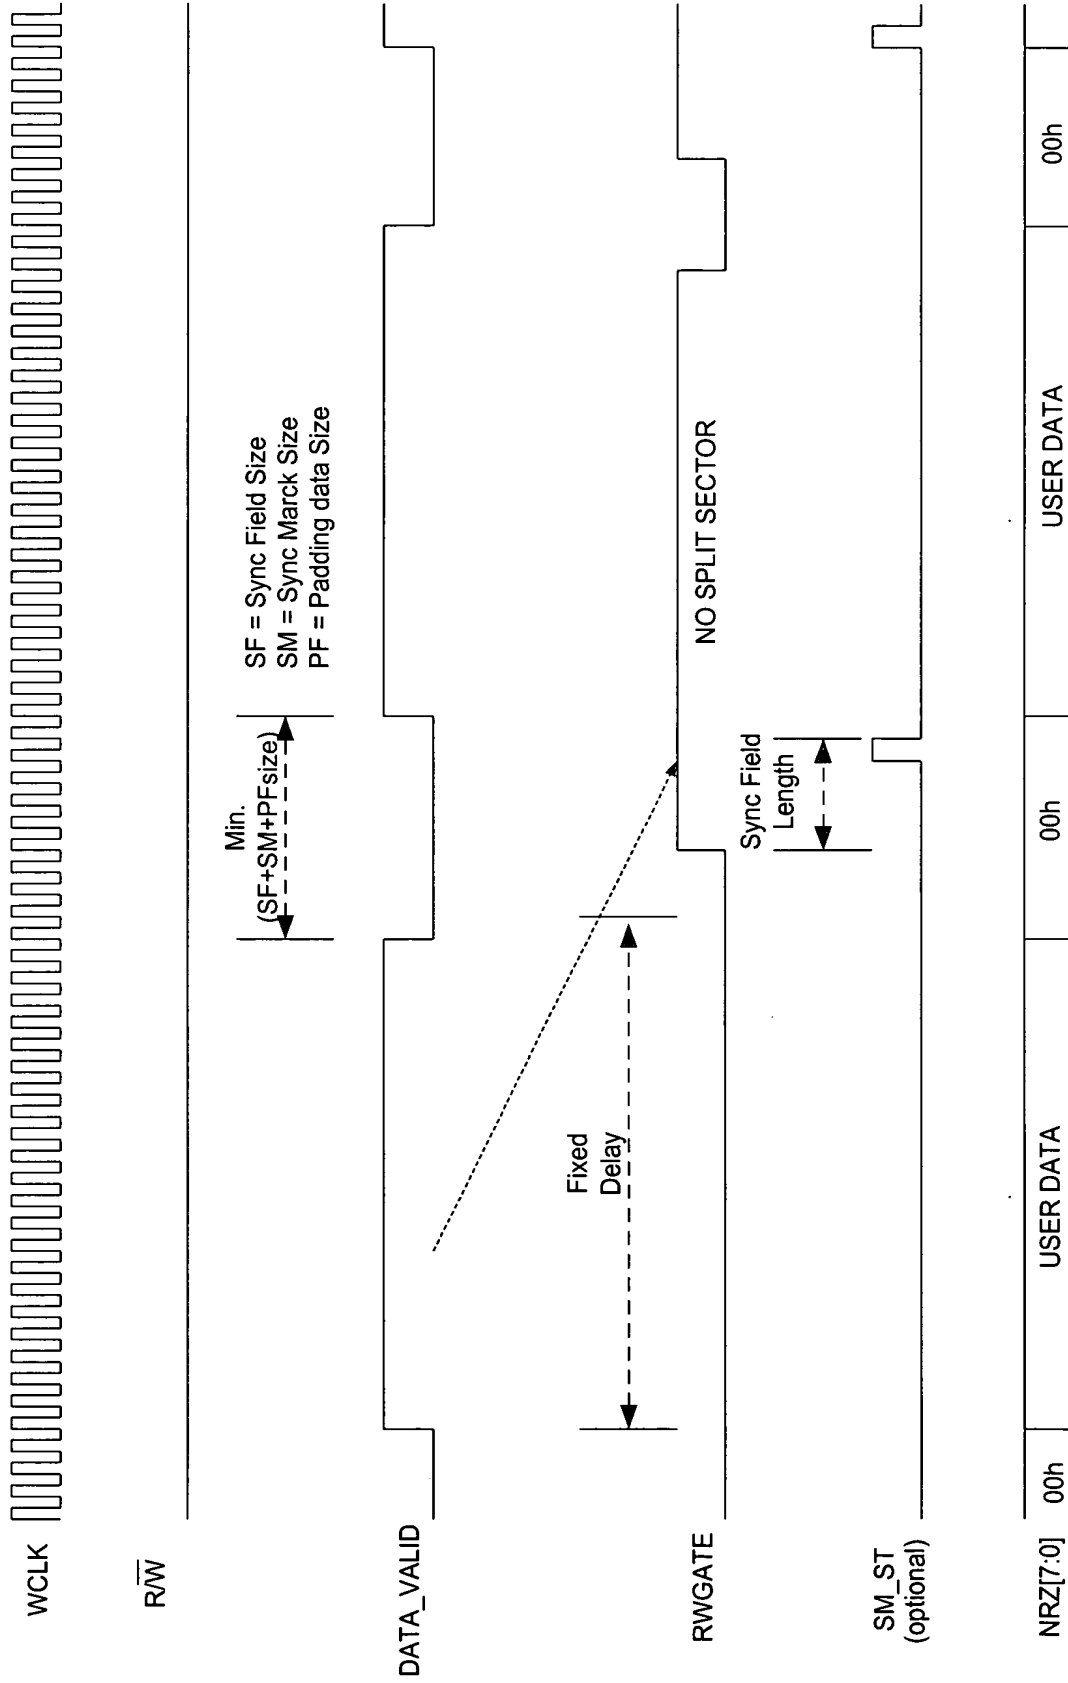 WCLK
R/W
DATA_VALID
Min.
(SF+SM+PFsize)
SF = Sync Field Size
SM = Sync Marck Size
PF = Padding data Size
RWGATE
Fixed
Delay
NO SPLIT SECTOR
SM_ST
(optional)
Sync Field
Length
NRZ[7:0]
00h
USER DATA
00h
USER DATA
00h